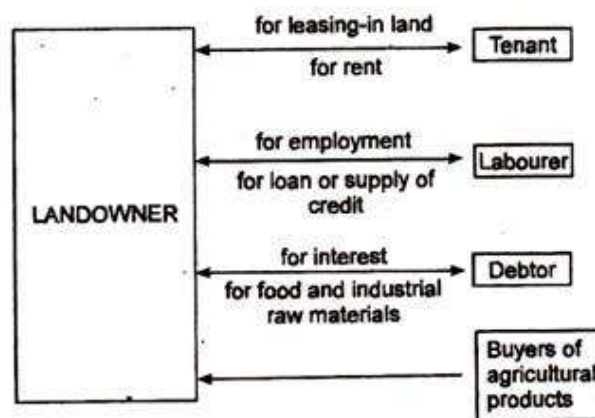 for leasing-in land
for rent
Tenant
for employment
for loan or supply of
credit
Labourer
LANDOWNER
for interest
for food and industrial
raw materials
Debtor
Buyers of
agricultural
products